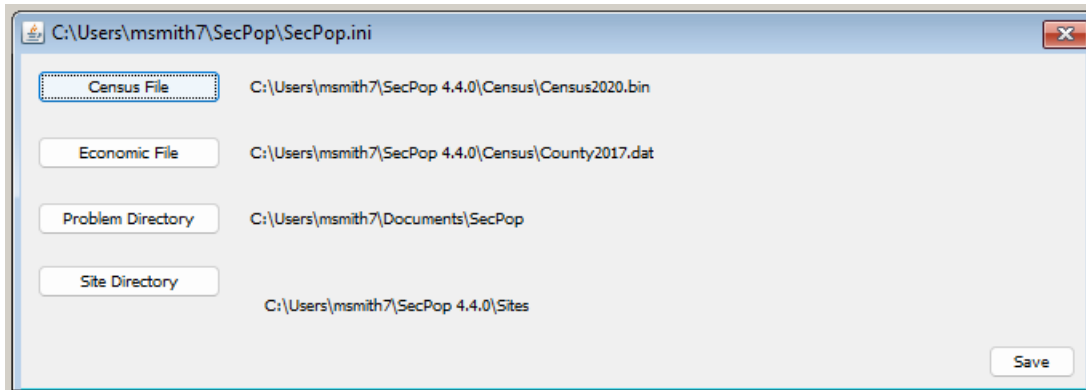 C:\Users\msmith7\SecPop\SecPop.ini
Census File C:\Users\msmith7\SecPop 4.4.0\Census\Census2020.bin
Economic File C:\Users\msmith7\SecPop 4.4.0\Census\County2017.dat
Problem Directory C:\Users\msmith7\Documents\SecPop
Site Directory
C:\Users\msmith7\SecPop 4.4.0\Sites
Save